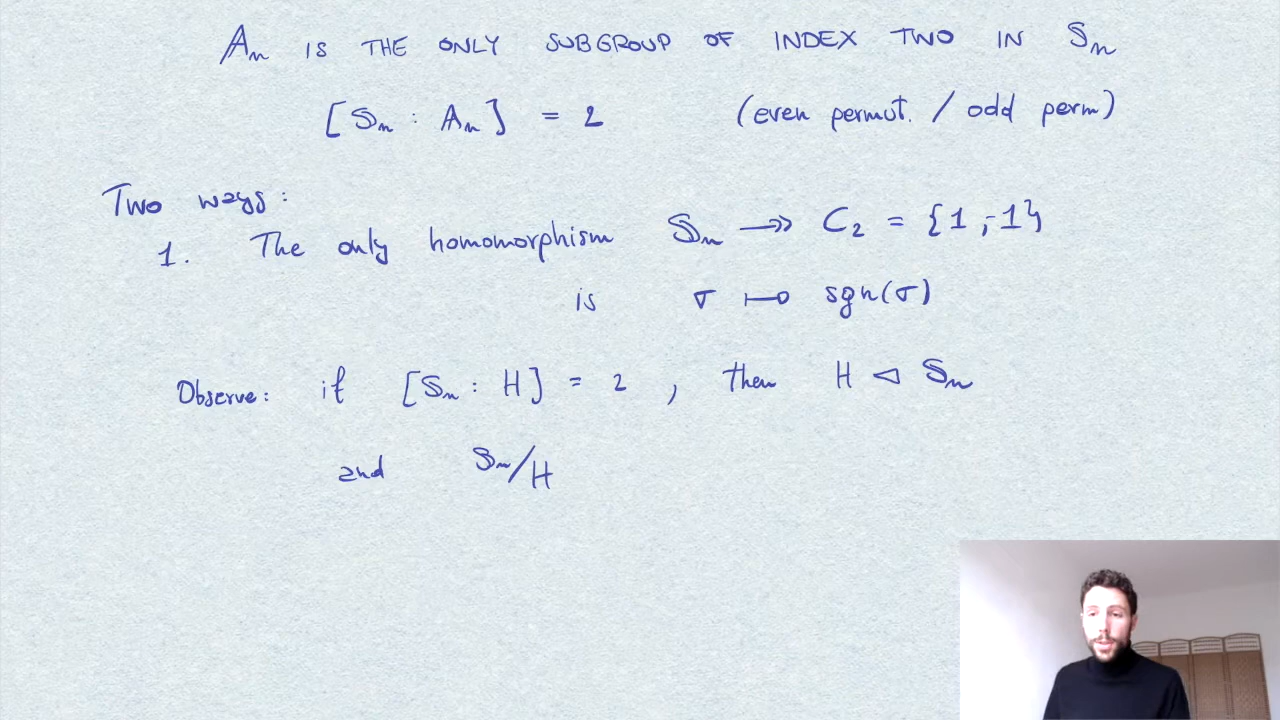 An IS THE ONLY SUBGROUP OF INDEX TWO IN Sn
[Sn : An] = 2 (even permut. / odd perm)
Two ways:
1. The only homomorphism Sn ↠ C2 = {1, -1}
is σ ↦ sgn(σ)
Observe: if [Sn : H] = 2, then H ◁ Sn
and Sn/H